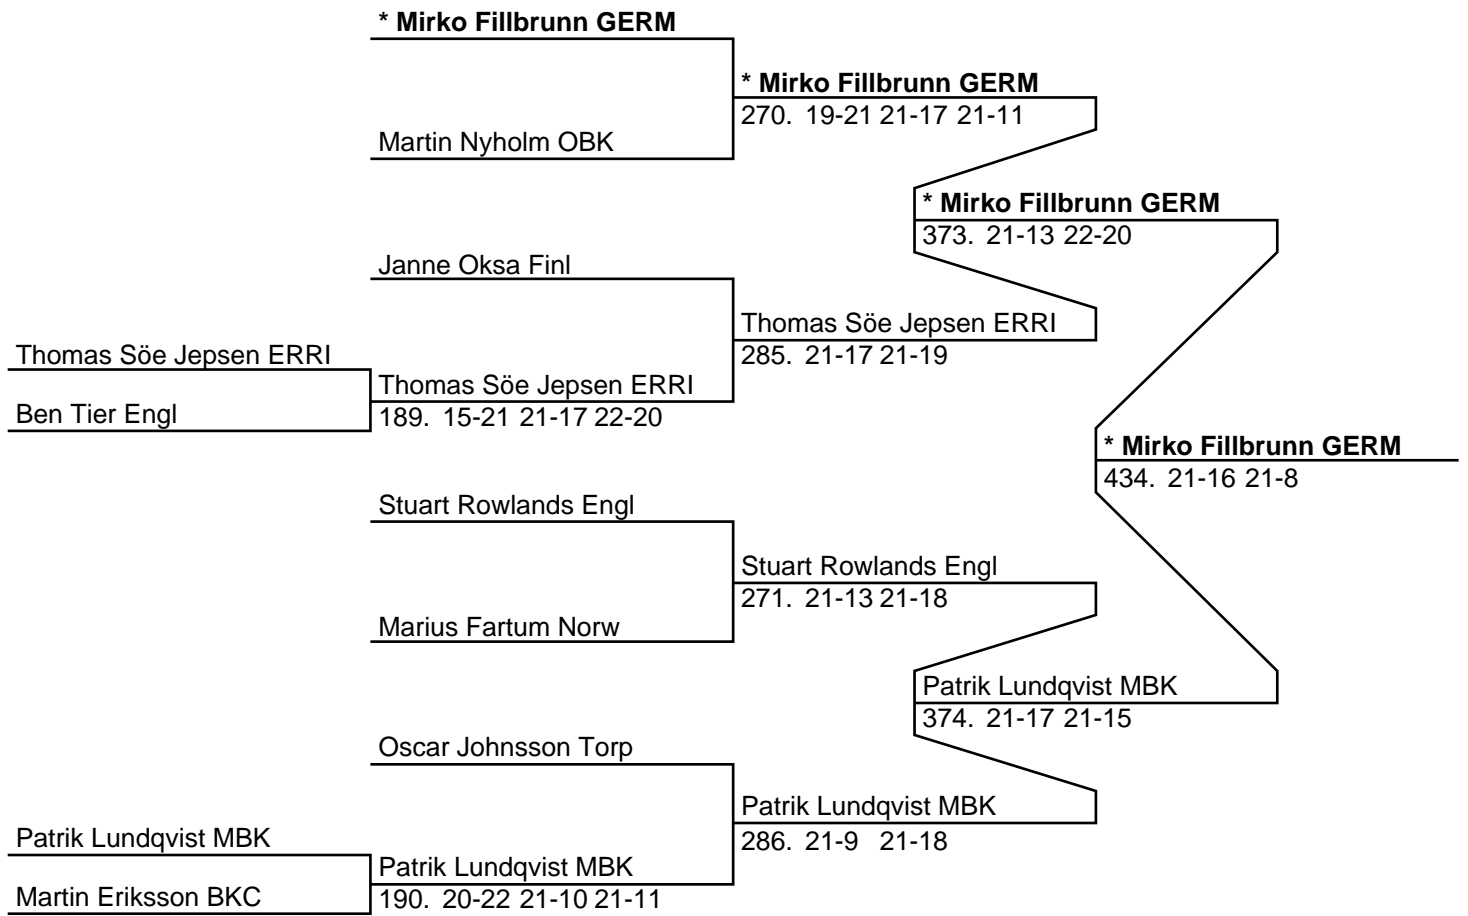 * Mirko Fillbrunn GERM
* Mirko Fillbrunn GERM
270. 19-21 21-17 21-11
Martin Nyholm OBK
* Mirko Fillbrunn GERM
373. 21-13 22-20
Janne Oksa Finl
Thomas Söe Jepsen ERRI
285. 21-17 21-19
Thomas Söe Jepsen ERRI
Thomas Söe Jepsen ERRI
189. 15-21 21-17 22-20
Ben Tier Engl
* Mirko Fillbrunn GERM
434. 21-16 21-8
Stuart Rowlands Engl
Stuart Rowlands Engl
271. 21-13 21-18
Marius Fartum Norw
Patrik Lundqvist MBK
374. 21-17 21-15
Oscar Johnsson Torp
Patrik Lundqvist MBK
286. 21-9 21-18
Patrik Lundqvist MBK
Patrik Lundqvist MBK
190. 20-22 21-10 21-11
Martin Eriksson BKC